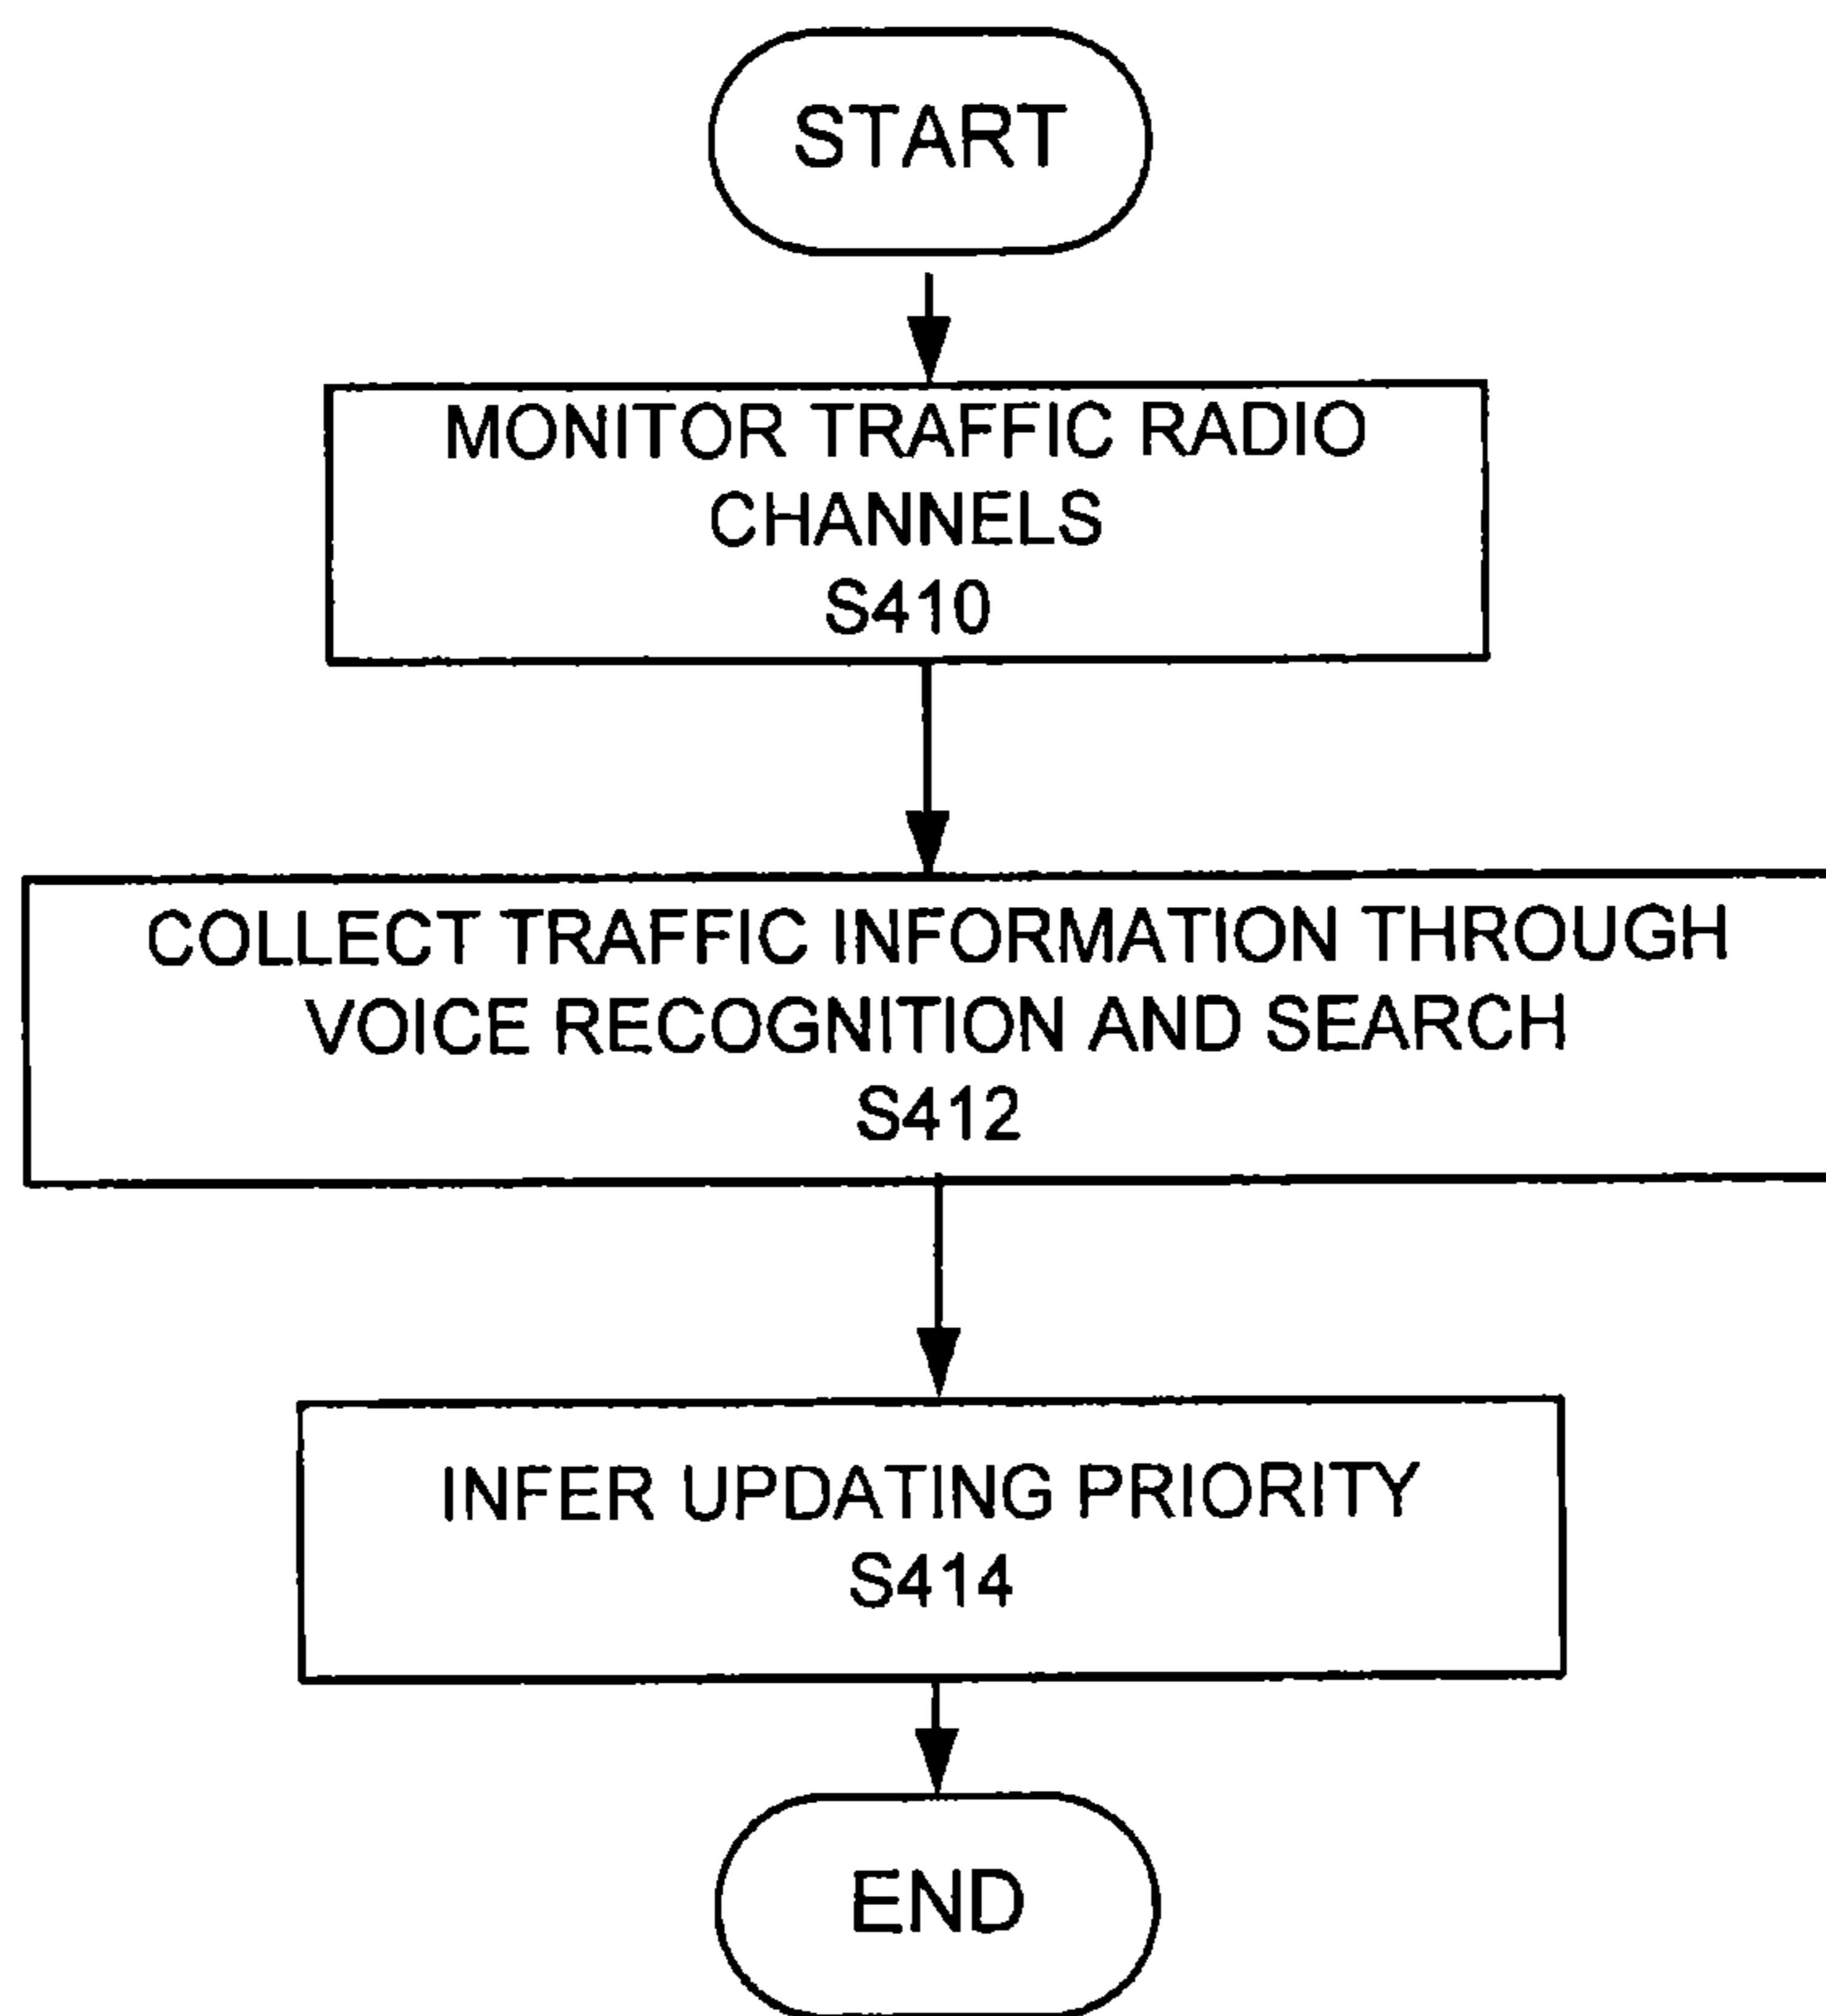 START
MONITOR TRAFFIC RADIO
CHANNELS
S410
COLLECT TRAFFIC INFORMATION THROUGH
VOICE RECOGNITION AND SEARCH
S412
INFER UPDATING PRIORITY
S414
END